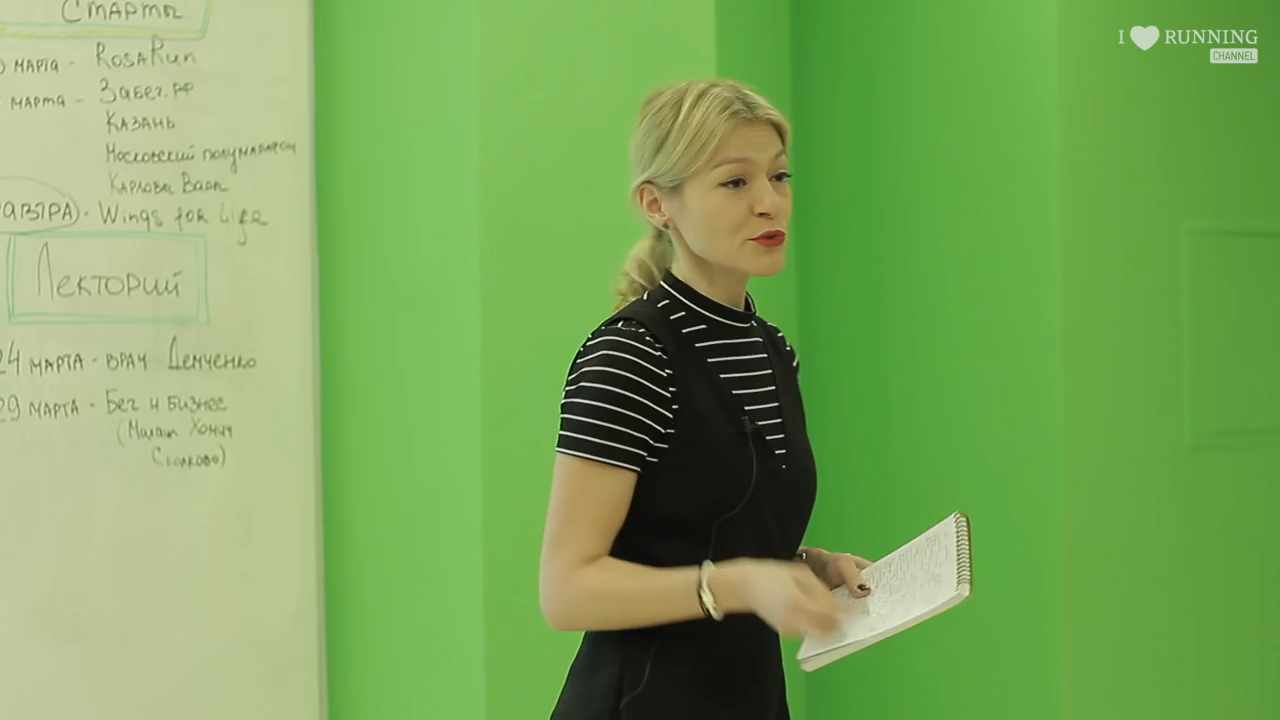 Старты
марта - RosaRun
марта - Забег.РФ
Казань
Московский полумарафон
Карловы Вары
Wings for Life
Лекторий
24 марта - врач Демченко
29 марта - Бег и бизнес
Сколково)
I RUNNING
CHANNEL